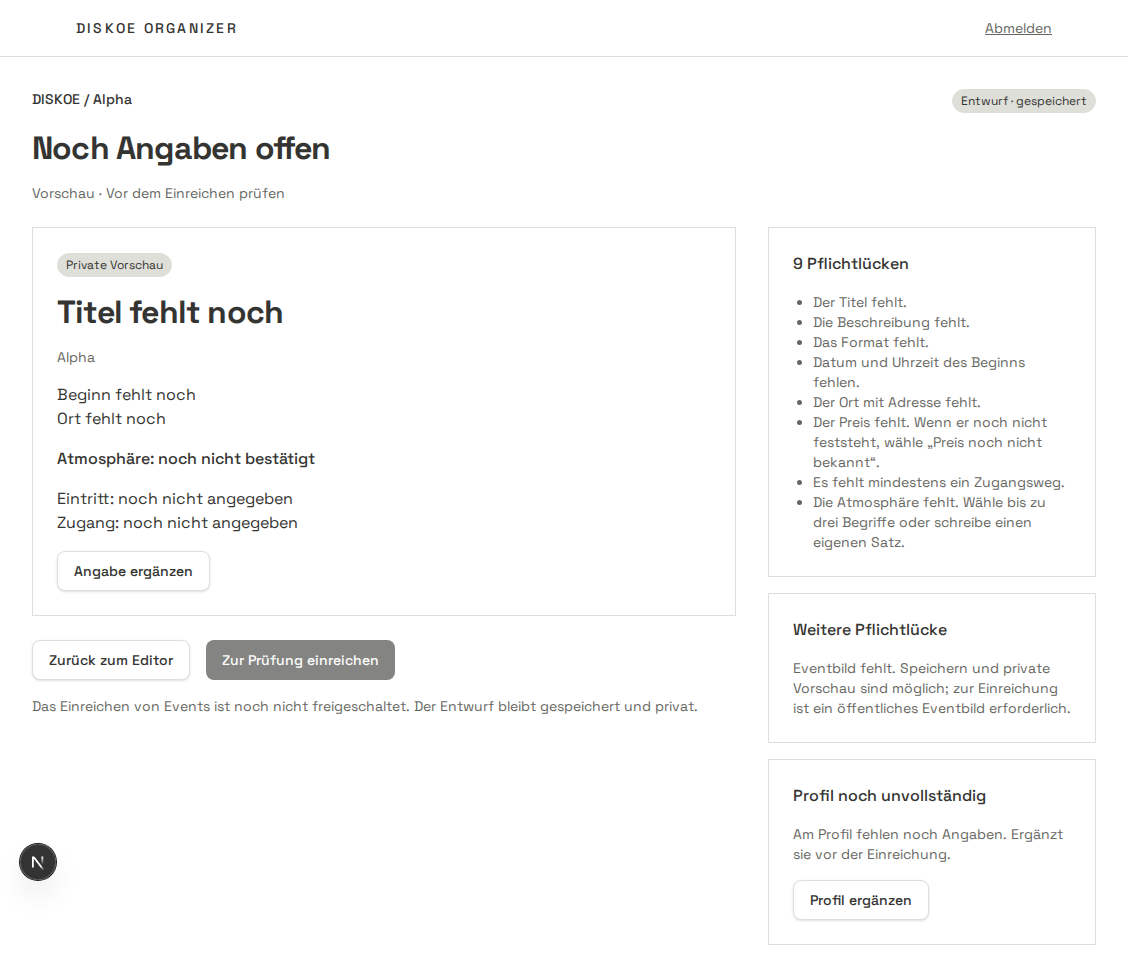 DISKOE ORGANIZER
Abmelden
DISKOE / Alpha
Entwurf · gespeichert
Noch Angaben offen
Vorschau · Vor dem Einreichen prüfen
Private Vorschau
Titel fehlt noch
Alpha
Beginn fehlt noch
Ort fehlt noch
Atmosphäre: noch nicht bestätigt
Eintritt: noch nicht angegeben
Zugang: noch nicht angegeben
Angabe ergänzen
Zurück zum Editor
Zur Prüfung einreichen
Das Einreichen von Events ist noch nicht freigeschaltet. Der Entwurf bleibt gespeichert und privat.
9 Pflichtlücken
Der Titel fehlt.
Die Beschreibung fehlt.
Das Format fehlt.
Datum und Uhrzeit des Beginns
fehlen.
Der Ort mit Adresse fehlt.
Der Preis fehlt. Wenn er noch nicht
feststeht, wähle „Preis noch nicht
bekannt“.
Es fehlt mindestens ein Zugangsweg.
Die Atmosphäre fehlt. Wähle bis zu
drei Begriffe oder schreibe einen
eigenen Satz.
Weitere Pflichtlücke
Eventbild fehlt. Speichern und private
Vorschau sind möglich; zur Einreichung
ist ein öffentliches Eventbild erforderlich.
Profil noch unvollständig
Am Profil fehlen noch Angaben. Ergänzt
sie vor der Einreichung.
Profil ergänzen
N